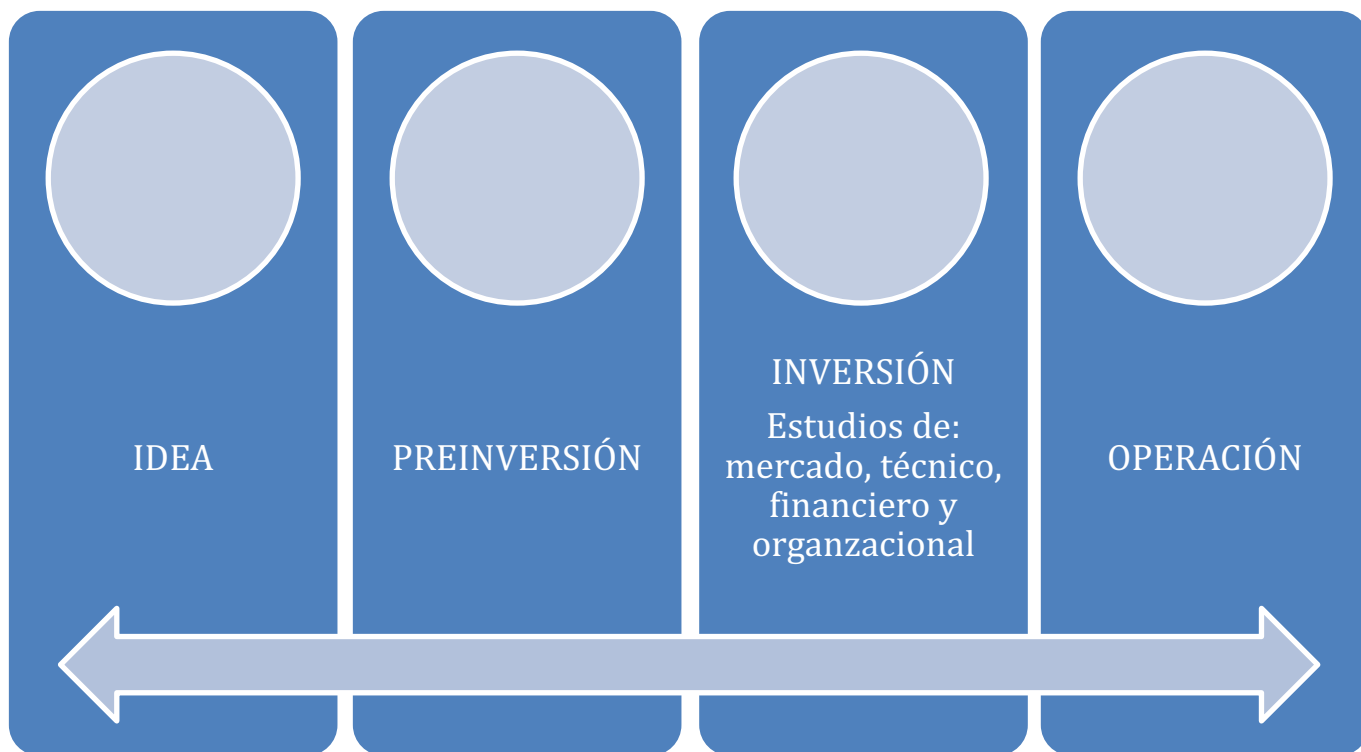 IDEA
PREINVERSIÓN
INVERSIÓN
Estudios de:
mercado, técnico,
financiero y
organzacional
OPERACIÓN